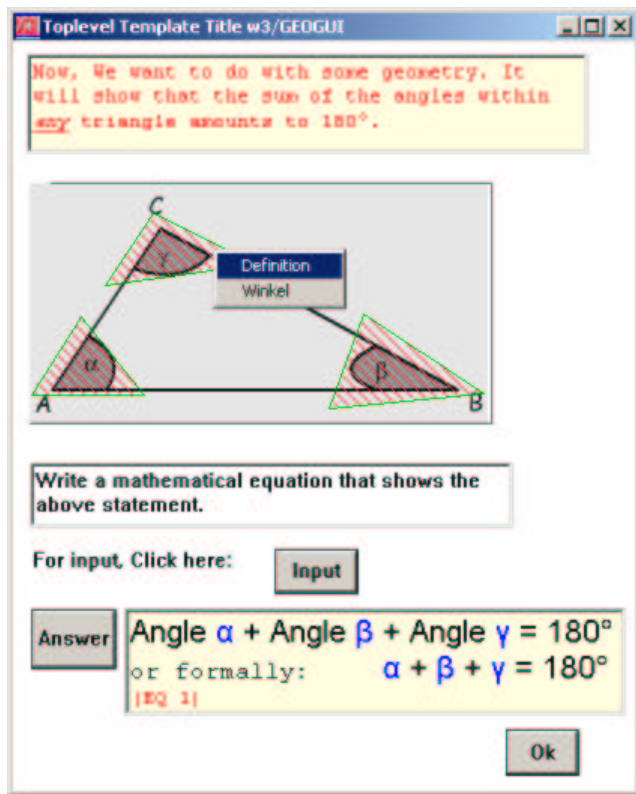 Toplevel Template Title w3/GEOGUI
Now, We want to do with some geometry. It
will show that the sum of the angles within
any triangle amounts to 180°.
C
γ
Definition
Winkel
α
β
A
B
Write a mathematical equation that shows the
above statement.
For input, Click here:
Input
Answer
Angle α + Angle β + Angle γ = 180°
or formally: α + β + γ = 180°
|EQ 1|
Ok